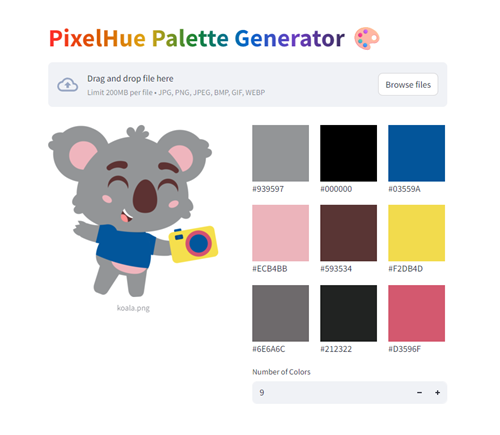 PixelHue Palette Generator 🎨
Drag and drop file here
Limit 200MB per file • JPG, PNG, JPEG, BMP, GIF, WEBP
Browse files
koala.png
#939597
#000000
#03559A
#ECB4BB
#593534
#F2DB4D
#6E6A6C
#212322
#D3596F
Number of Colors
9
− +